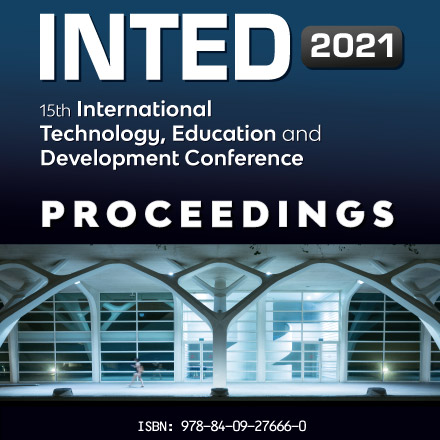 INTED 2021
15th International
Technology, Education and
Development Conference
PROCEEDINGS
ISBN: 978-84-09-27666-0